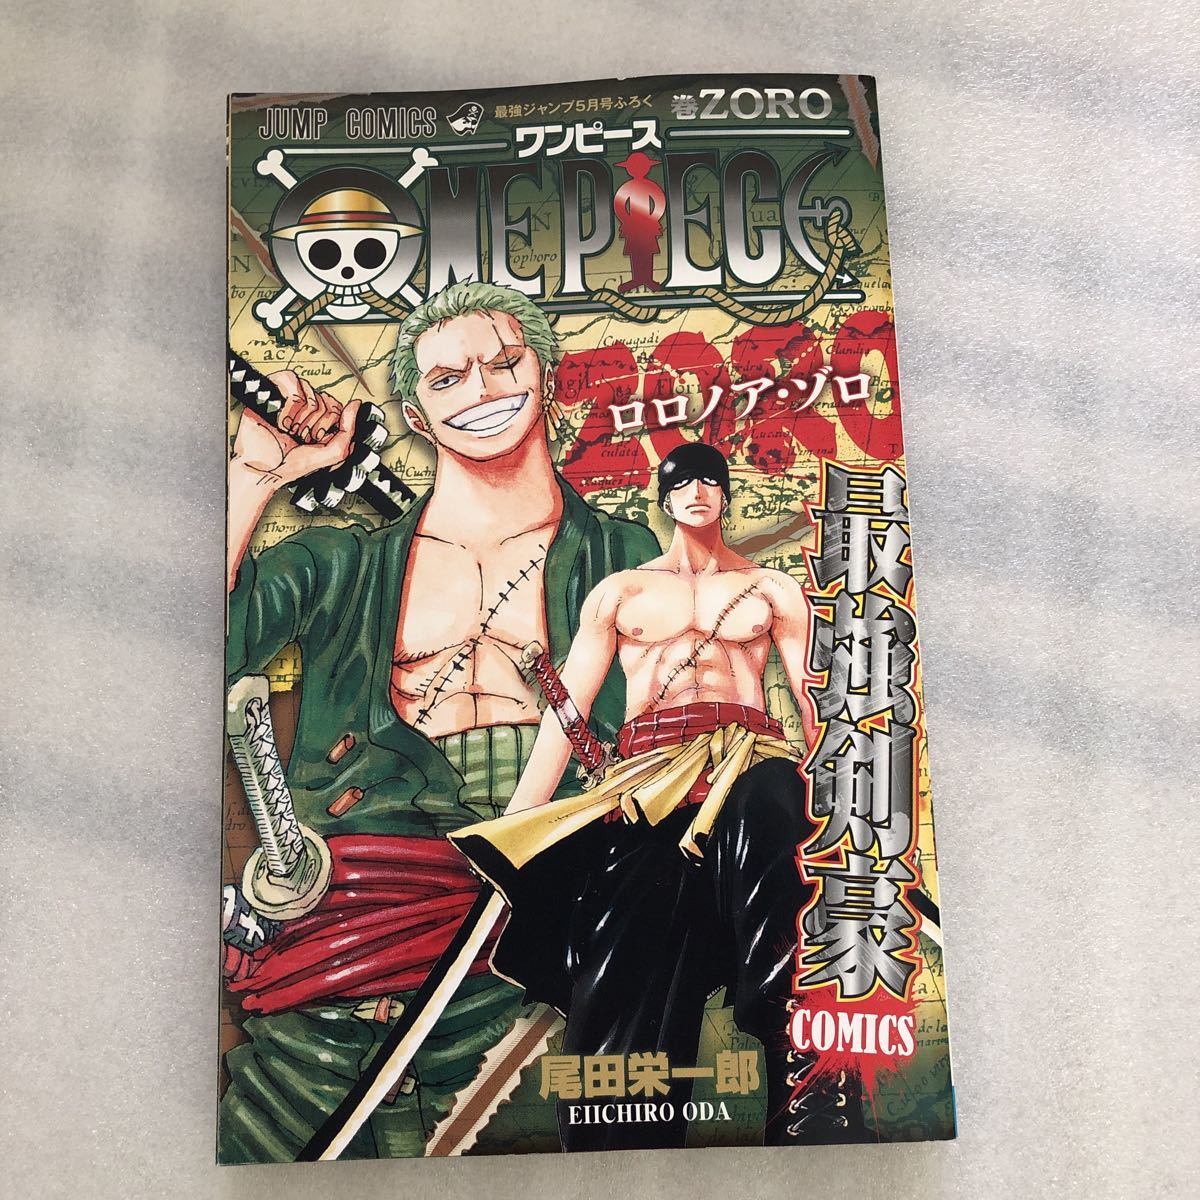 JUMP COMICS
最強ジャンプ5月号ふろく
巻ZORO
ワンピース
ONE PIECE
ZORO
ロロノア・ゾロ
最強剣豪
COMICS
尾田栄一郎
EIICHIRO ODA